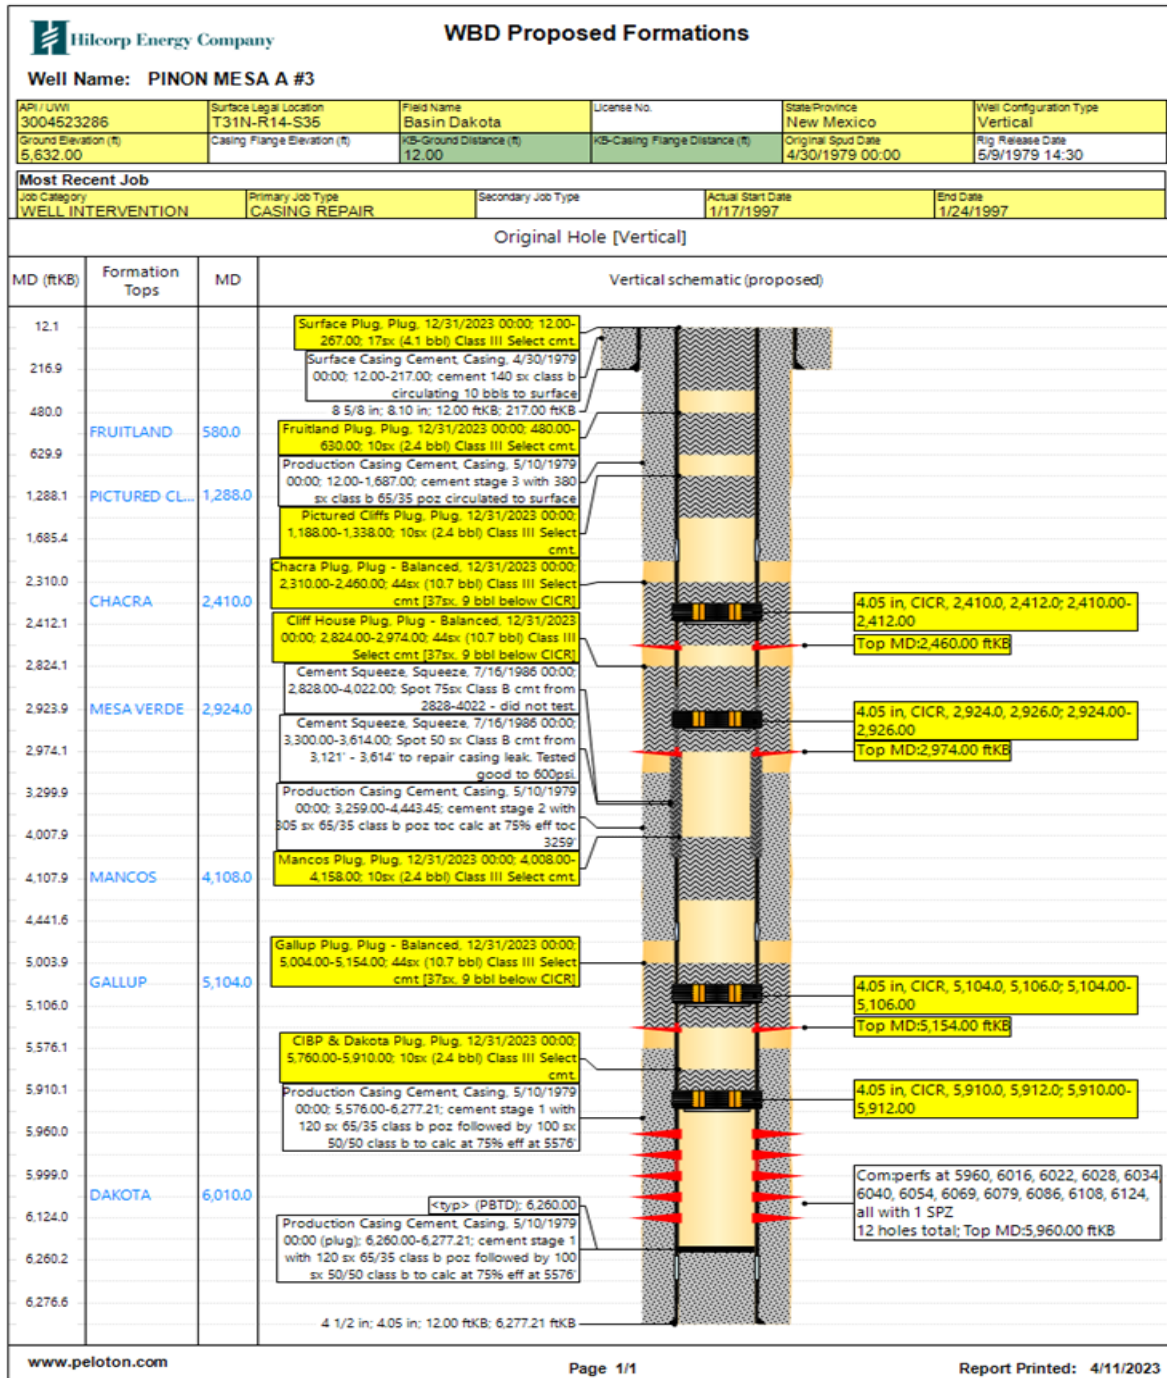 Hilcorp Energy Company
WBD Proposed Formations
Well Name: PINON MESA A #3
API / UWI
3004523286
Surface Legal Location
T31N-R14-S35
Field Name
Basin Dakota
License No.
State/Province
New Mexico
Well Configuration Type
Vertical
Ground Elevation (ft)
5,632.00
Casing Flange Elevation (ft)
KB-Ground Distance (ft)
12.00
KB-Casing Flange Distance (ft)
Original Spud Date
4/30/1979 00:00
Rig Release Date
5/9/1979 14:30
Most Recent Job
Job Category
WELL INTERVENTION
Primary Job Type
CASING REPAIR
Secondary Job Type
Actual Start Date
1/17/1997
End Date
1/24/1997
Original Hole [Vertical]
MD (ftKB)
Formation
Tops
MD
Vertical schematic (proposed)
12.1
216.9
480.0
FRUITLAND 580.0
629.9
1,288.1 PICTURED CL... 1,288.0
1,685.4
2,310.0
CHACRA 2,410.0
2,412.1
2,824.1
2,923.9 MESA VERDE 2,924.0
2,974.1
3,299.9
4,007.9
4,107.9 MANCOS 4,108.0
4,441.6
5,003.9
GALLUP 5,104.0
5,106.0
5,576.1
5,910.1
5,960.0
5,999.0
DAKOTA 6,010.0
6,124.0
6,260.2
6,276.6
Surface Plug, Plug, 12/31/2023 00:00; 12.00-
267.00; 17sx (4.1 bbl) Class III Select cmt.
Surface Casing Cement, Casing, 4/30/1979
00:00; 12.00-217.00; cement 140 sx class b
circulating 10 bbls to surface
8 5/8 in; 8.10 in; 12.00 ftKB; 217.00 ftKB
Fruitland Plug, Plug, 12/31/2023 00:00; 480.00-
630.00; 10sx (2.4 bbl) Class III Select cmt.
Production Casing Cement, Casing, 5/10/1979
00:00; 12.00-1,687.00; cement stage 3 with 380
sx class b 65/35 poz circulated to surface
Pictured Cliffs Plug, Plug, 12/31/2023 00:00;
1,188.00-1,338.00; 10sx (2.4 bbl) Class III Select
cmt.
Chacra Plug, Plug - Balanced, 12/31/2023 00:00;
2,310.00-2,460.00; 44sx (10.7 bbl) Class III Select
cmt [37sx, 9 bbl below CICR]
Cliff House Plug, Plug - Balanced, 12/31/2023
00:00; 2,824.00-2,974.00; 44sx (10.7 bbl) Class III
Select cmt [37sx, 9 bbl below CICR]
Cement Squeeze, Squeeze, 7/16/1986 00:00;
2,828.00-4,022.00; Spot 75sx Class B cmt from
2828-4022 - did not test.
Cement Squeeze, Squeeze, 7/16/1986 00:00;
3,300.00-3,614.00; Spot 50 sx Class B cmt from
3,121' - 3,614' to repair casing leak. Tested
good to 600psi.
Production Casing Cement, Casing, 5/10/1979
00:00; 3,259.00-4,443.45; cement stage 2 with
305 sx 65/35 class b poz toc calc at 75% eff toc
3259'
Mancos Plug, Plug, 12/31/2023 00:00; 4,008.00-
4,158.00; 10sx (2.4 bbl) Class III Select cmt.
Gallup Plug, Plug - Balanced, 12/31/2023 00:00;
5,004.00-5,154.00; 44sx (10.7 bbl) Class III Select
cmt [37sx, 9 bbl below CICR]
CIBP & Dakota Plug, Plug, 12/31/2023 00:00;
5,760.00-5,910.00; 10sx (2.4 bbl) Class III Select
cmt.
Production Casing Cement, Casing, 5/10/1979
00:00; 5,576.00-6,277.21; cement stage 1 with
120 sx 65/35 class b poz followed by 100 sx
50/50 class b to calc at 75% eff at 5576'
<typ> (PBTD); 6,260.00
Production Casing Cement, Casing, 5/10/1979
00:00 (plug); 6,260.00-6,277.21; cement stage 1
with 120 sx 65/35 class b poz followed by 100
sx 50/50 class b to calc at 75% eff at 5576'
4 1/2 in; 4.05 in; 12.00 ftKB; 6,277.21 ftKB
4.05 in, CICR, 2,410.0, 2,412.0; 2,410.00-
2,412.00
Top MD:2,460.00 ftKB
4.05 in, CICR, 2,924.0, 2,926.0; 2,924.00-
2,926.00
Top MD:2,974.00 ftKB
4.05 in, CICR, 5,104.0, 5,106.0; 5,104.00-
5,106.00
Top MD:5,154.00 ftKB
4.05 in, CICR, 5,910.0, 5,912.0; 5,910.00-
5,912.00
Com:perfs at 5960, 6016, 6022, 6028, 6034,
6040, 6054, 6069, 6079, 6086, 6108, 6124,
all with 1 SPZ
12 holes total; Top MD:5,960.00 ftKB
www.peloton.com
Page 1/1
Report Printed: 4/11/2023